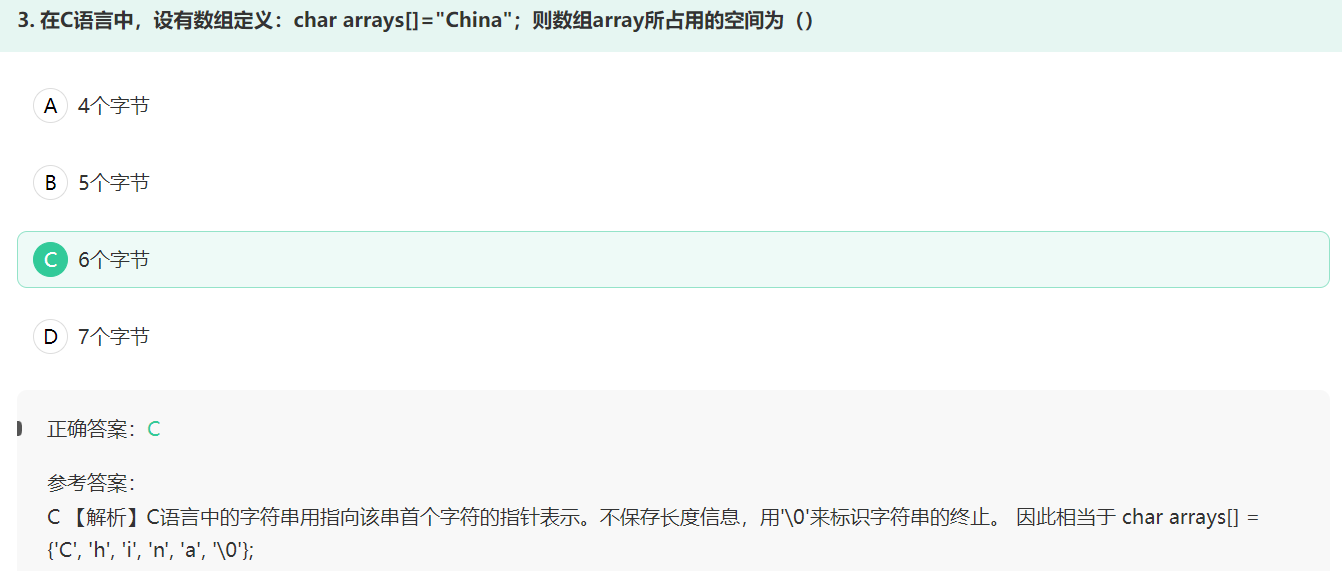 3. 在C语言中，设有数组定义：char arrays[]="China"；则数组array所占用的空间为（）
A 4个字节
B 5个字节
C 6个字节
D 7个字节
正确答案：C
参考答案：
C 【解析】C语言中的字符串用指向该串首个字符的指针表示。不保存长度信息，用'\0'来标识字符串的终止。 因此相当于 char arrays[] =
{'C', 'h', 'i', 'n', 'a', '\0'};